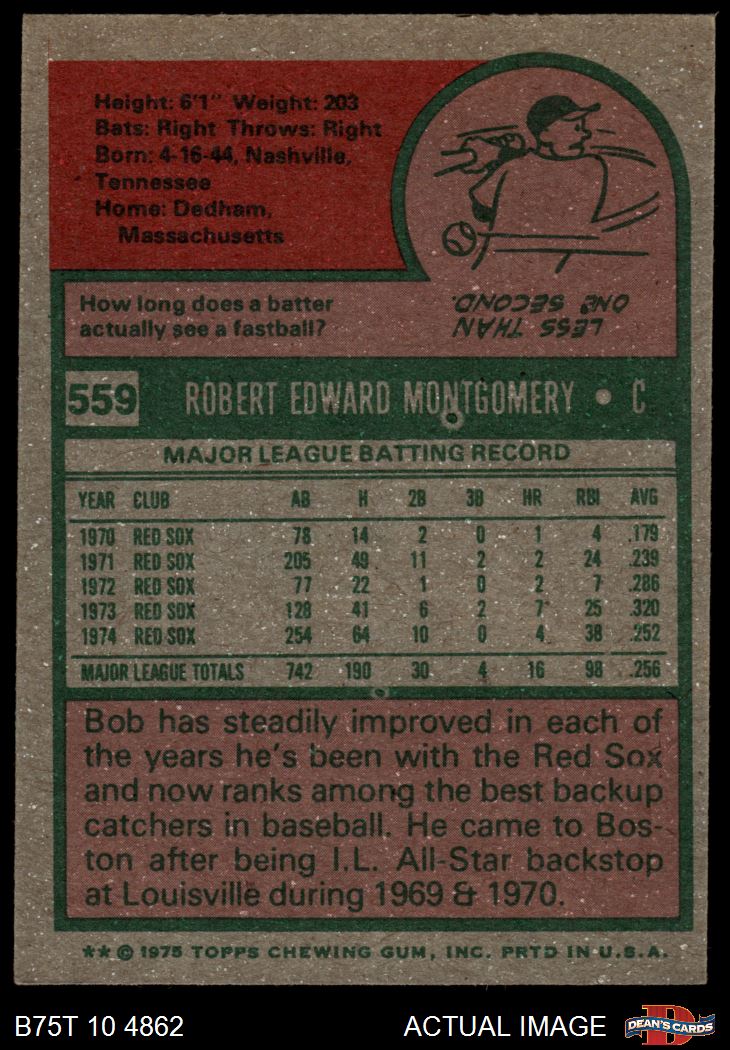 Height: 6'1" Weight: 203
Bats: Right Throws: Right
Born: 4-16-44, Nashville,
Tennessee
Home: Dedham,
Massachusetts
How long does a batter
actually see a fastball?
LESS THAN
ONE SECOND.
559 ROBERT EDWARD MONTGOMERY • C
MAJOR LEAGUE BATTING RECORD
YEAR CLUB AB H 2B 3B HR RBI AVG
1970 RED SOX 78 14 2 0 1 4 .179
1971 RED SOX 205 49 11 2 2 24 .239
1972 RED SOX 77 22 1 0 2 7 .286
1973 RED SOX 128 41 6 2 7 25 .320
1974 RED SOX 254 64 10 0 4 38 .252
MAJOR LEAGUE TOTALS 742 190 30 4 16 98 .256
Bob has steadily improved in each of
the years he's been with the Red Sox
and now ranks among the best backup
catchers in baseball. He came to Bos-
ton after being I.L. All-Star backstop
at Louisville during 1969 & 1970.
** © 1975 TOPPS CHEWING GUM, INC. PRTD IN U.S.A.
B75T 10 4862 ACTUAL IMAGE D DEAN'S CARDS